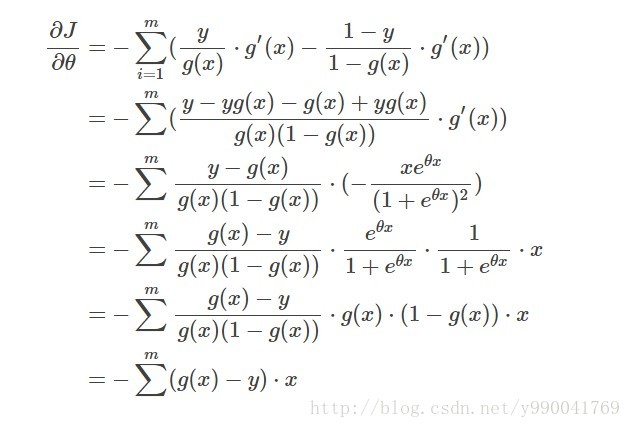 ∂J/∂θ = −∑_{i=1}^{m}(y/g(x) · g′(x) − (1 − y)/(1 − g(x)) · g′(x))
= −∑^{m}((y − yg(x) − g(x) + yg(x))/(g(x)(1 − g(x))) · g′(x))
= −∑^{m} (y − g(x))/(g(x)(1 − g(x))) · (−xe^{θx}/(1 + e^{θx})²)
= −∑^{m} (g(x) − y)/(g(x)(1 − g(x))) · e^{θx}/(1 + e^{θx}) · 1/(1 + e^{θx}) · x
= −∑^{m} (g(x) − y)/(g(x)(1 − g(x))) · g(x) · (1 − g(x)) · x
= −∑^{m}(g(x) − y) · x
http://blog.csdn.net/y990041769